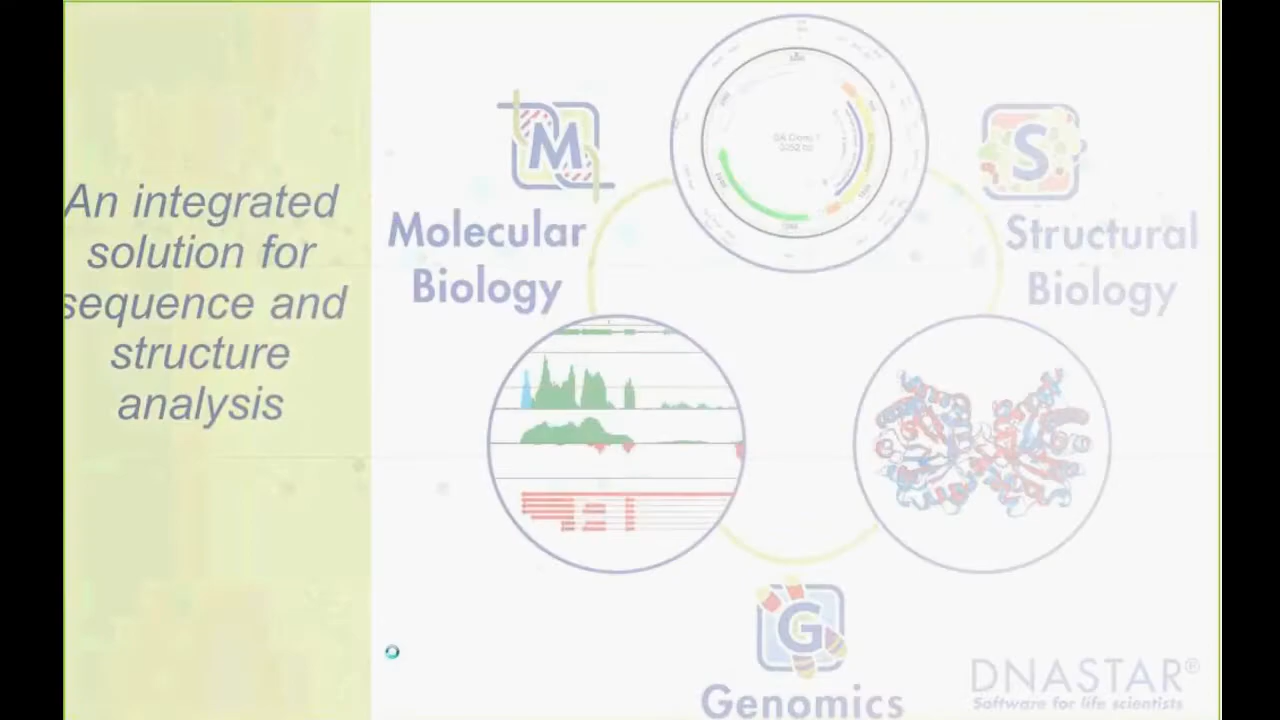 An integrated
solution for
sequence and
structure
analysis
M
Molecular
Biology
S
Structural
Biology
G
Genomics
DNASTAR®
Software for life scientists